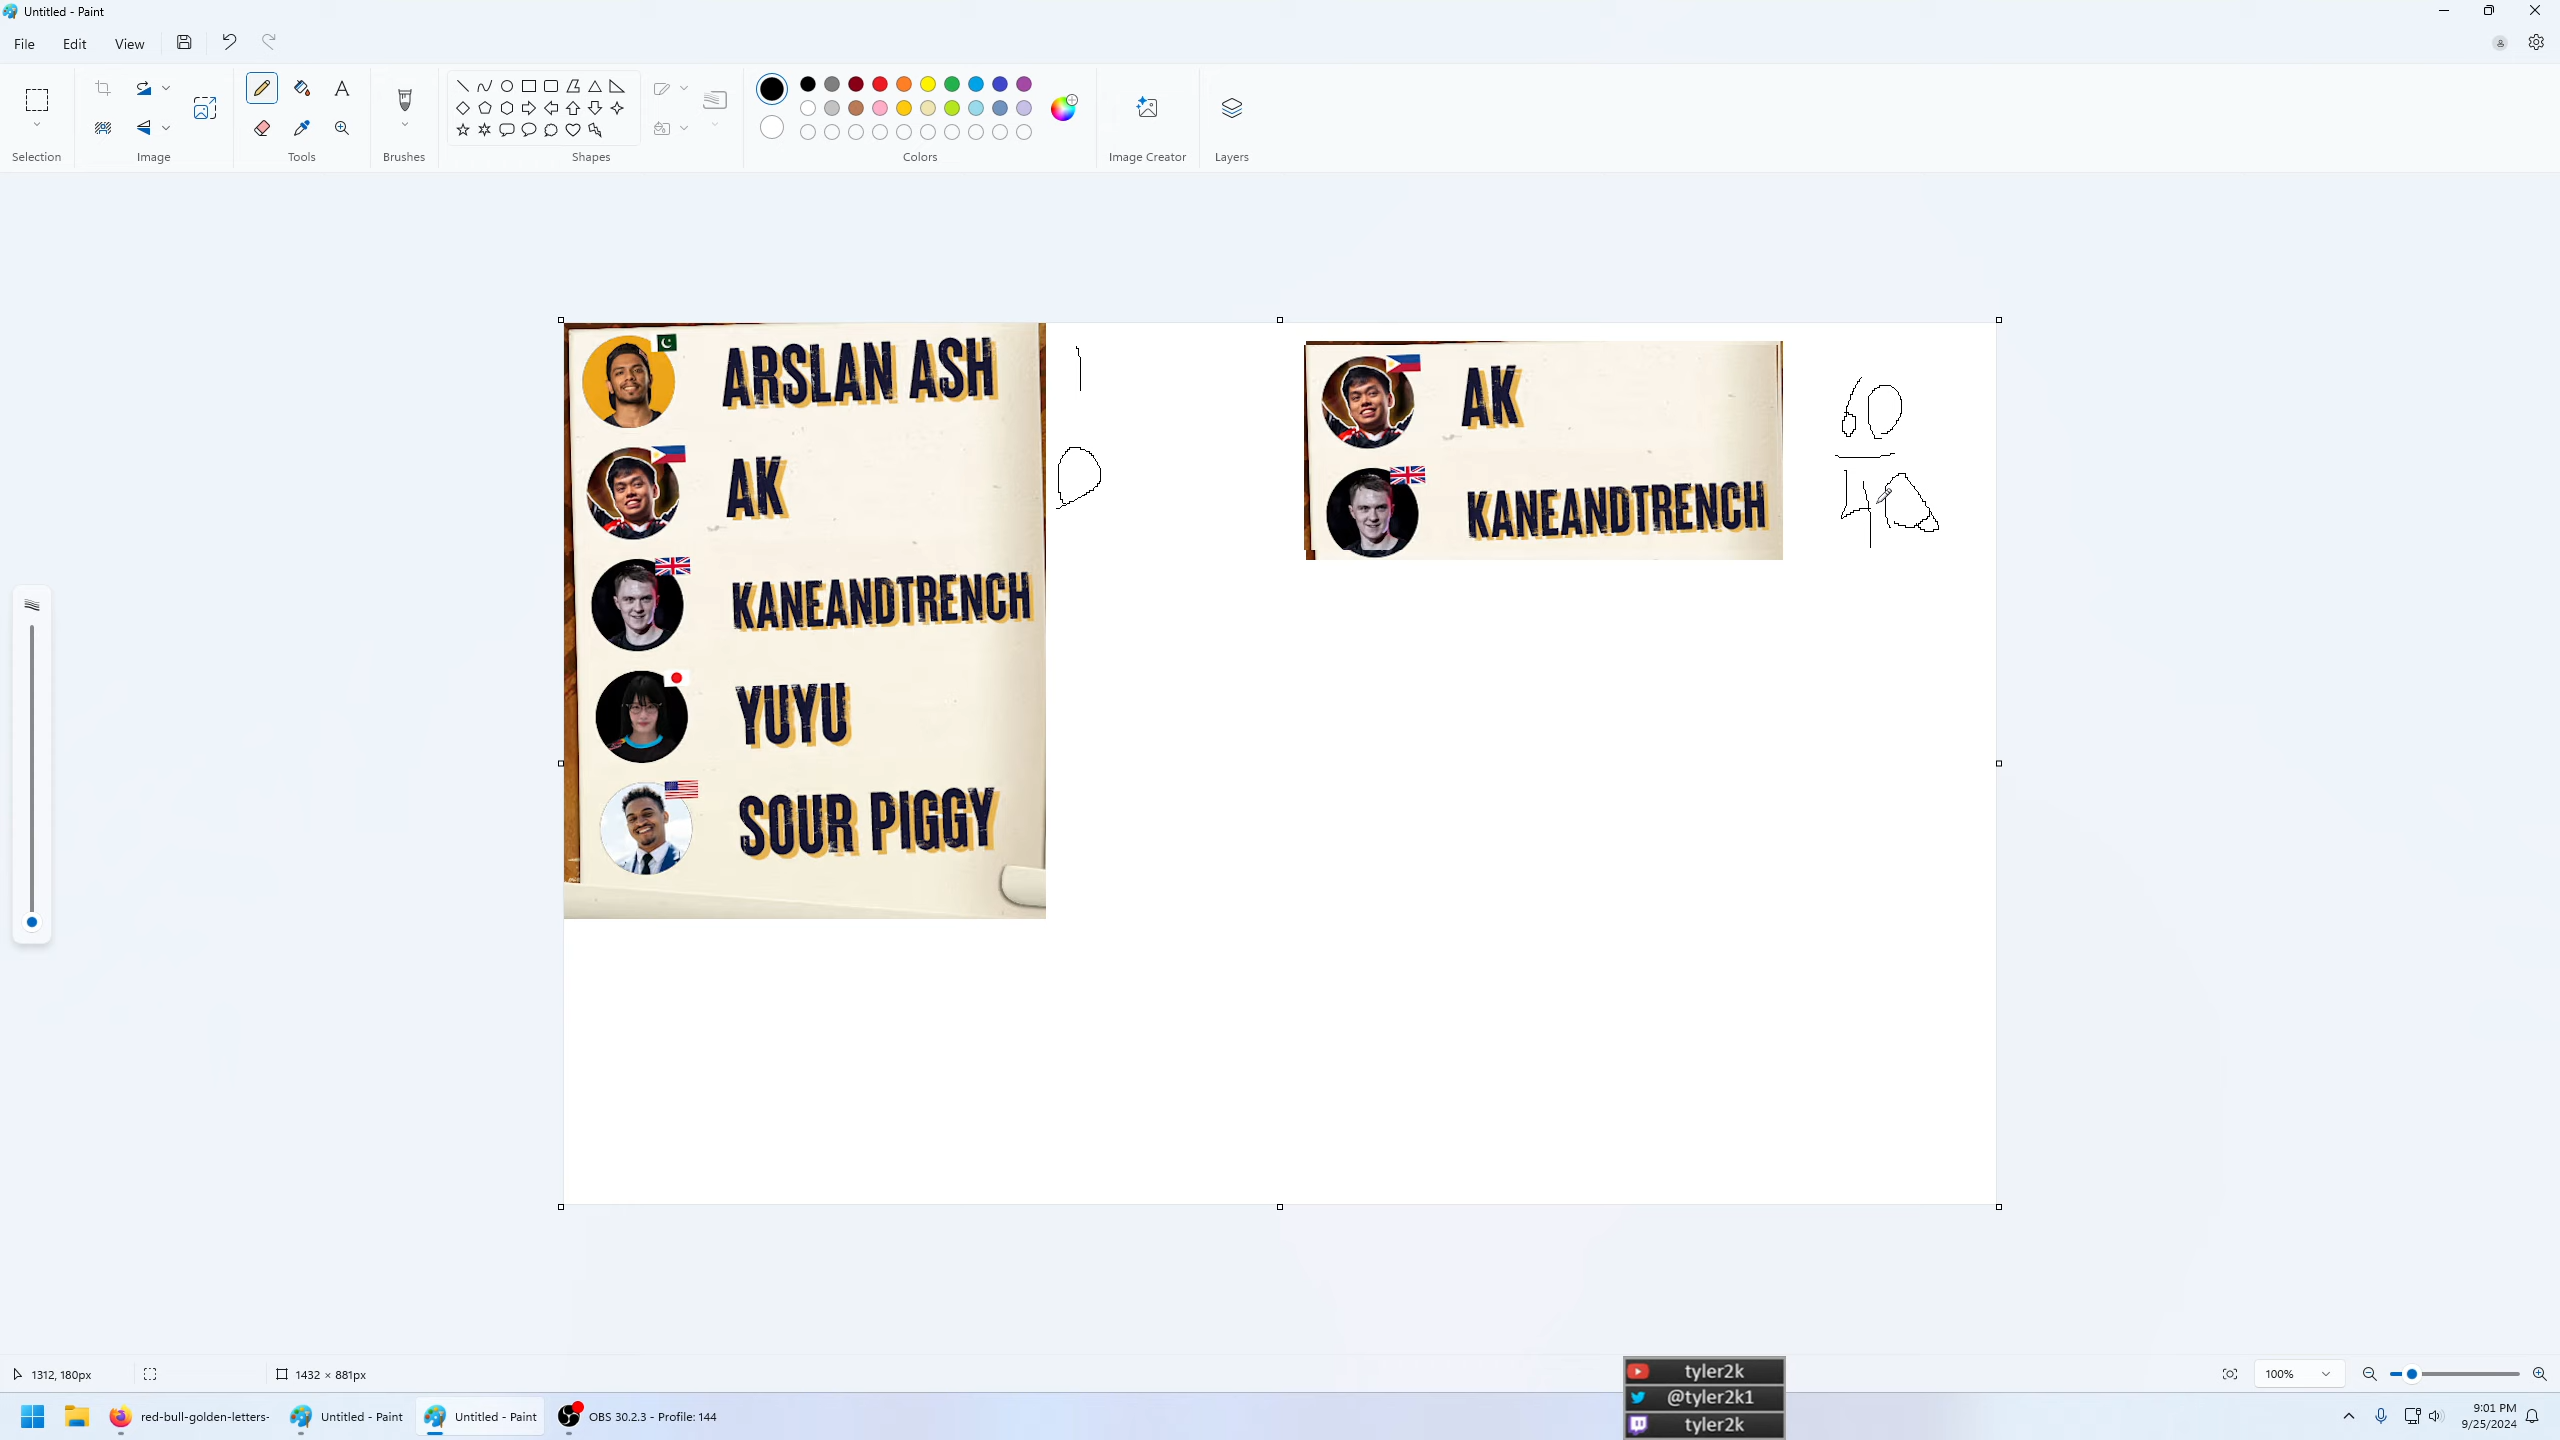 Untitled - Paint
File
Edit
View
Selection
Image
Tools
Brushes
Shapes
Colors
Image Creator
Layers
ARSLAN ASH
1
AK
0
KANEANDTRENCH
YUYU
SOUR PIGGY
AK
60
KANEANDTRENCH
40
1312, 180px
1432 × 881px
100%
tyler2k
@tyler2k1
tyler2k
red-bull-golden-letters-
Untitled - Paint
Untitled - Paint
OBS 30.2.3 - Profile: 144
9:01 PM
9/25/2024